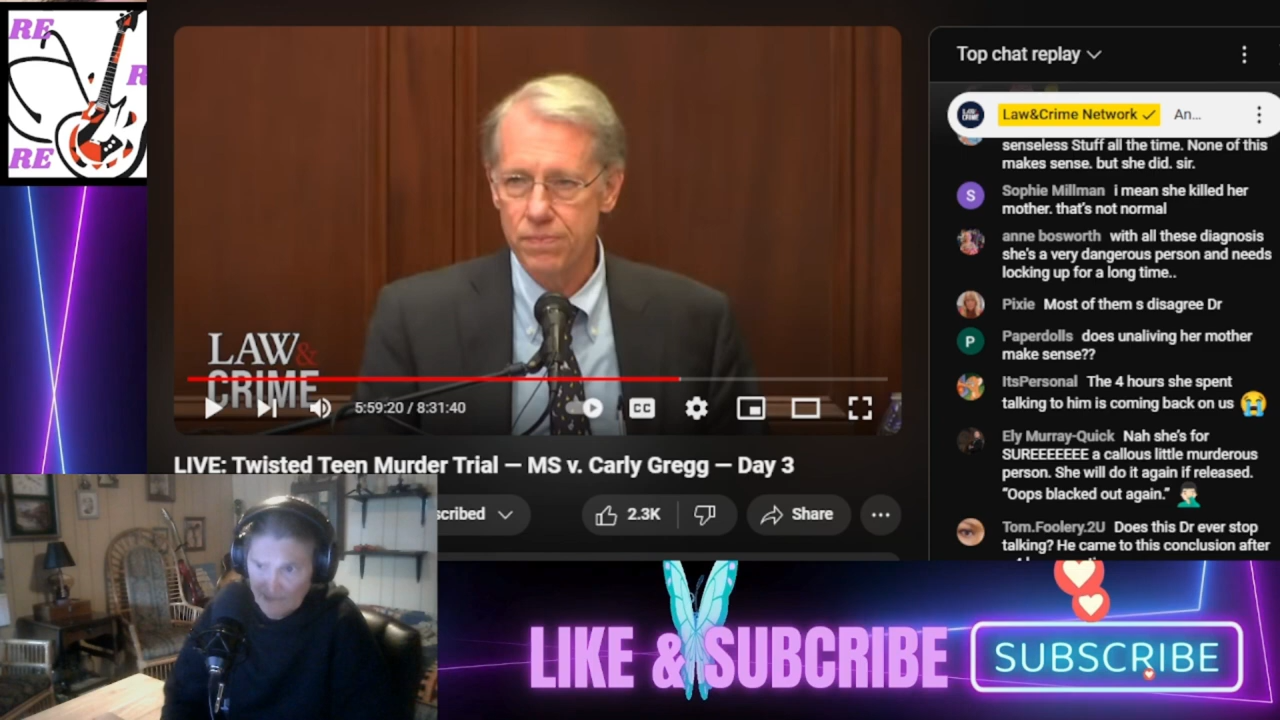 RE
R
RE
LAW&
CRIME
5:59:20 / 8:31:40
CC
LIVE: Twisted Teen Murder Trial — MS v. Carly Gregg — Day 3
scribed
2.3K
Share
Top chat replay
LAW&
CRIME
Law&Crime Network
An...
senseless Stuff all the time. None of this
makes sense. but she did. sir.
S
Sophie Millman i mean she killed her
mother. that's not normal
anne bosworth with all these diagnosis
she's a very dangerous person and needs
locking up for a long time..
Pixie Most of them s disagree Dr
P
Paperdolls does unaliving her mother
make sense??
ItsPersonal The 4 hours she spent
talking to him is coming back on us 😭
Ely Murray-Quick Nah she's for
SUREEEEEEE a callous little murderous
person. She will do it again if released.
“Oops blacked out again.” 🤦🏻‍♂️
Tom.Foolery.2U Does this Dr ever stop
talking? He came to this conclusion after
LIKE & SUBCRIBE
SUBSCRIBE